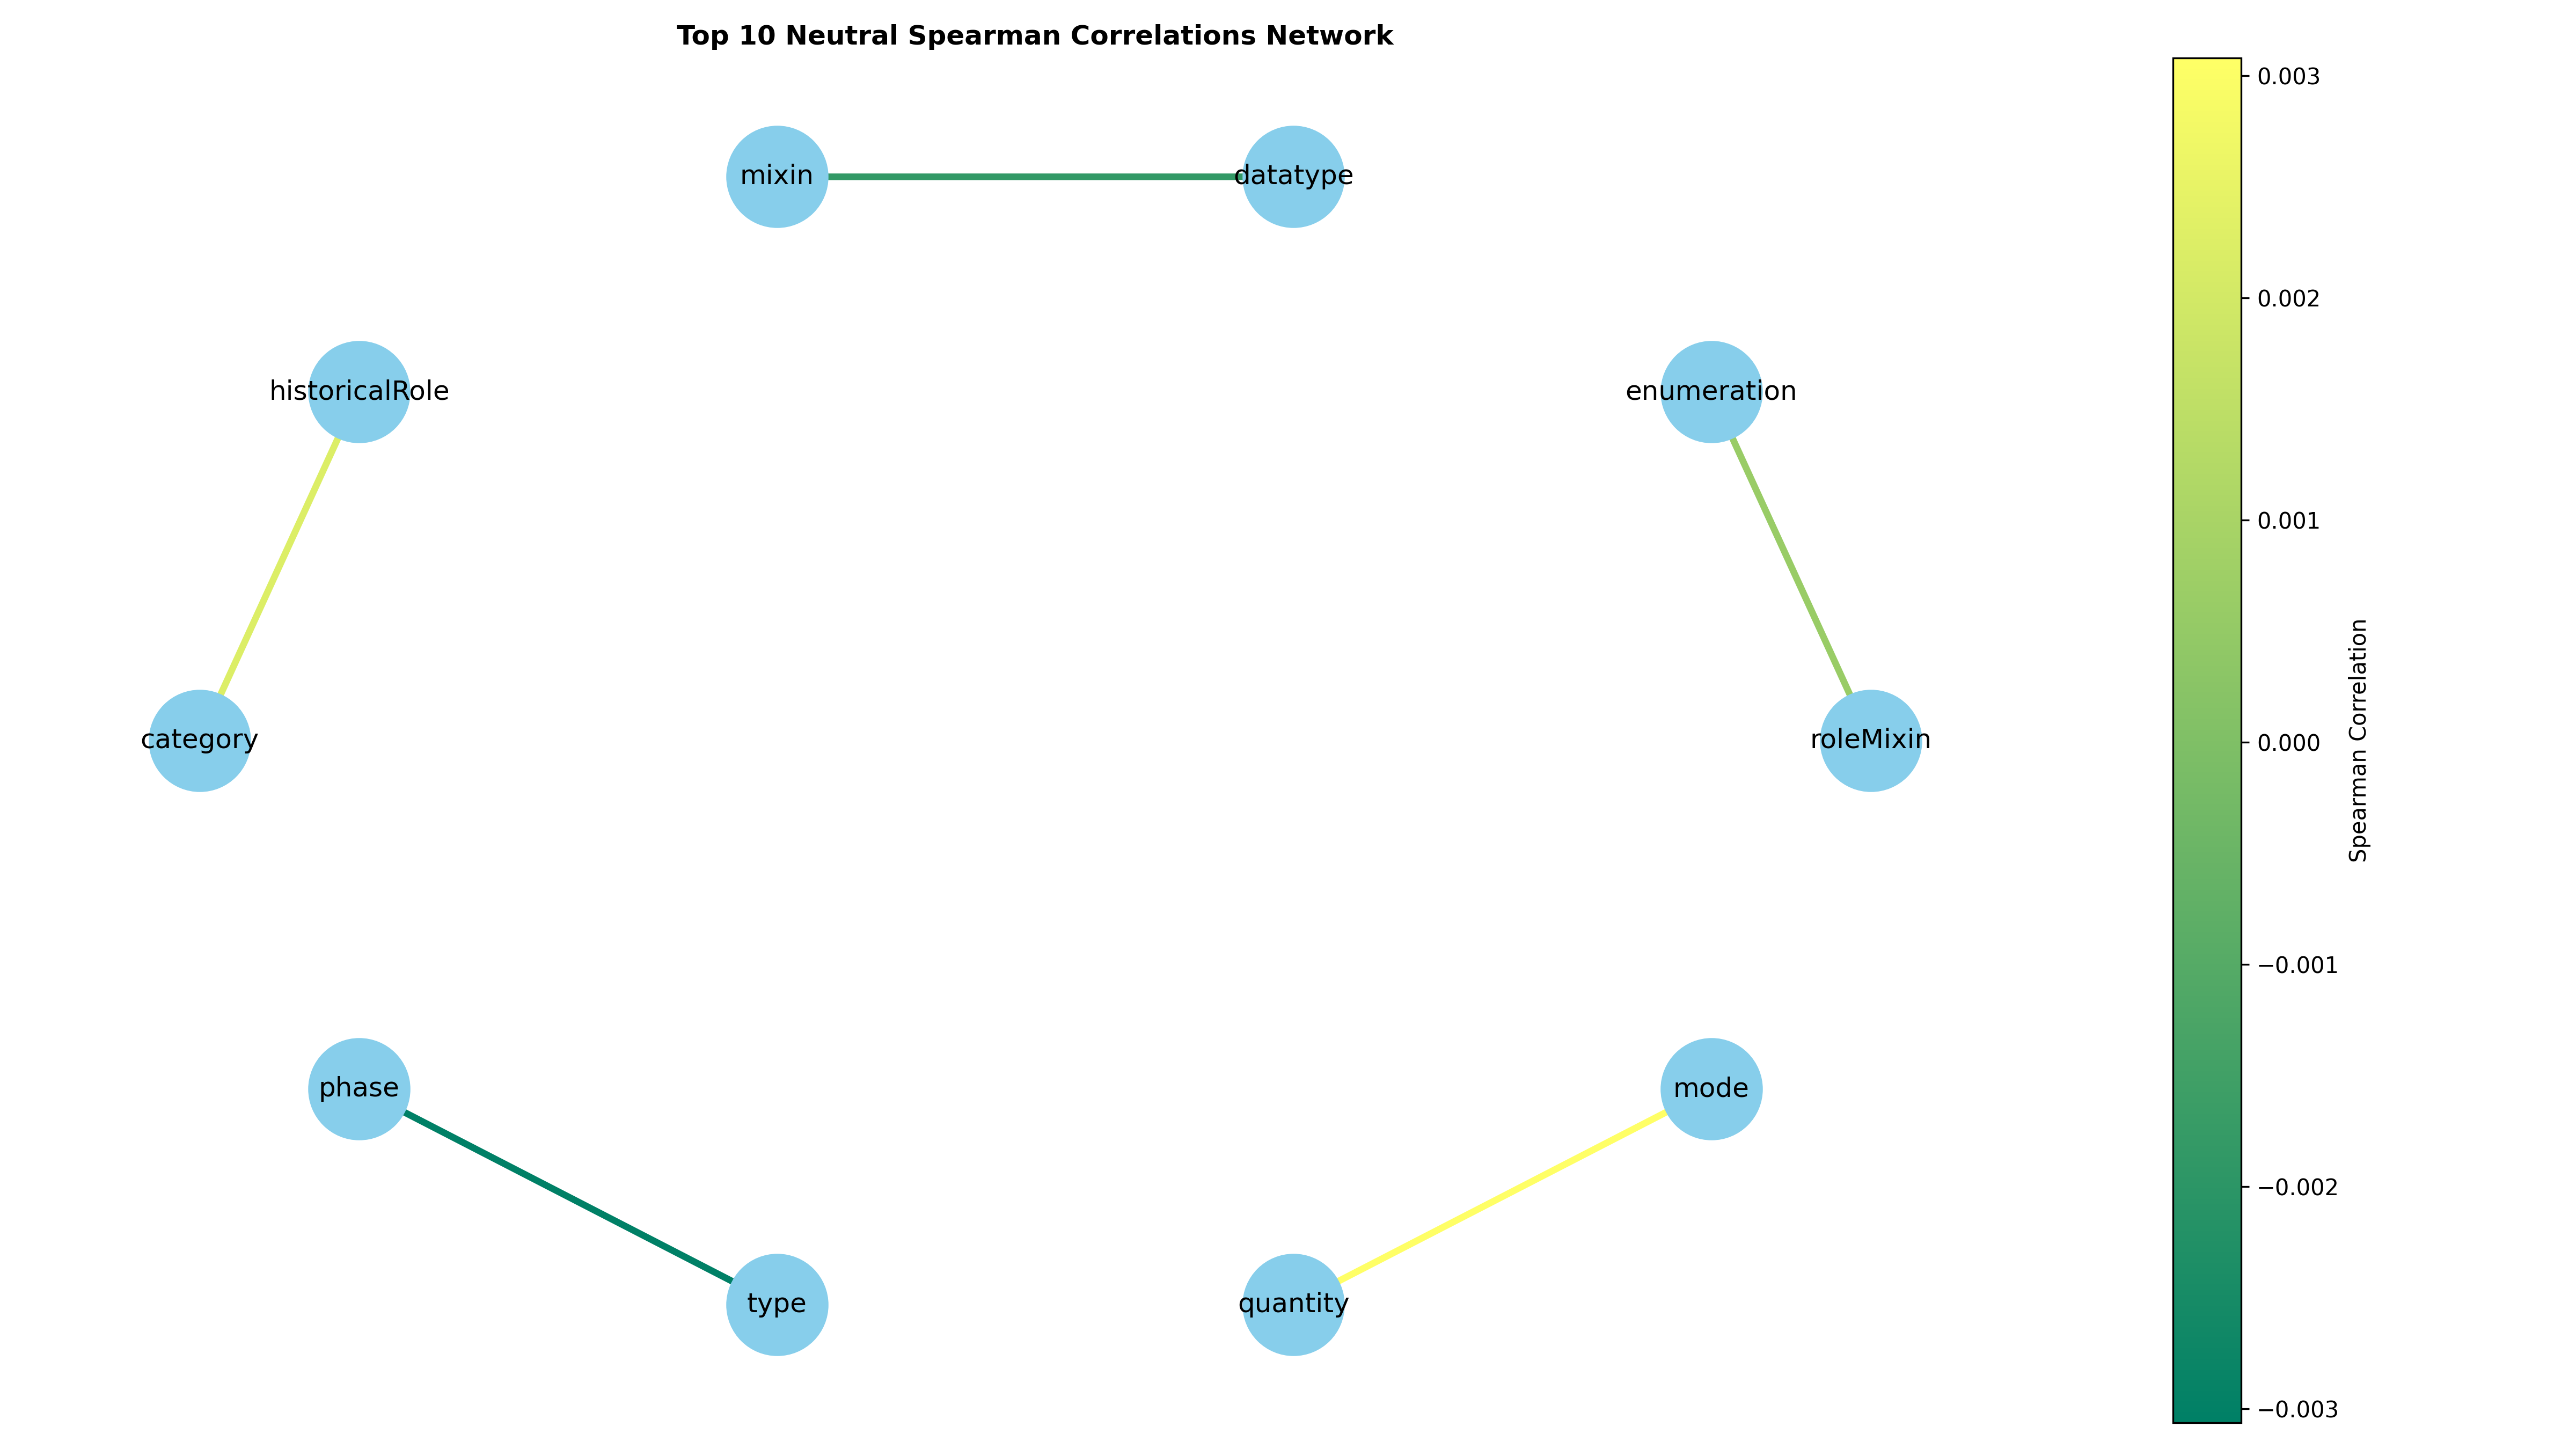 Top 10 Neutral Spearman Correlations Network
mixin
datatype
historicalRole
enumeration
category
roleMixin
phase
mode
type
quantity
0.003
0.002
0.001
0.000
−0.001
−0.002
−0.003
Spearman Correlation